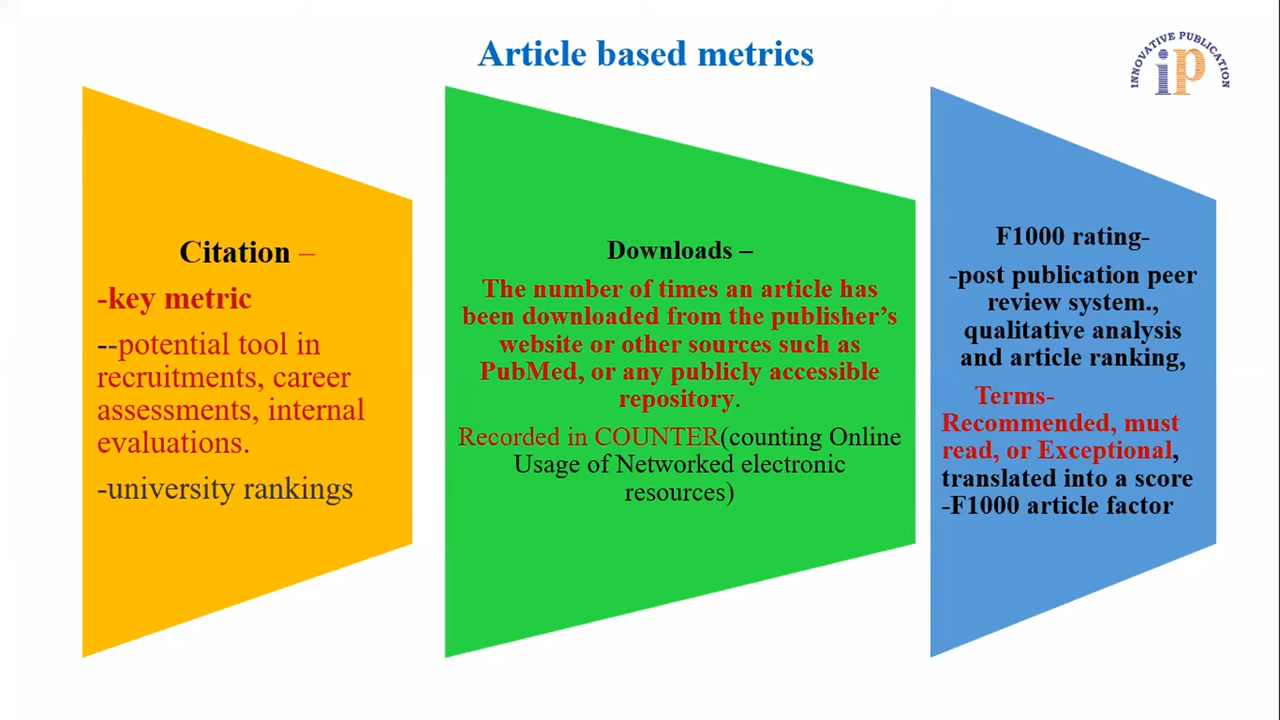 Article based metrics
INNOVATIVE PUBLICATION
ip
Citation –
-key metric
--potential tool in
recruitments, career
assessments, internal
evaluations.
-university rankings
Downloads –
The number of times an article has
been downloaded from the publisher’s
website or other sources such as
PubMed, or any publicly accessible
repository.
Recorded in COUNTER(counting Online
Usage of Networked electronic
resources)
F1000 rating-
-post publication peer
review system.,
qualitative analysis
and article ranking,
Terms-
Recommended, must
read, or Exceptional,
translated into a score
-F1000 article factor